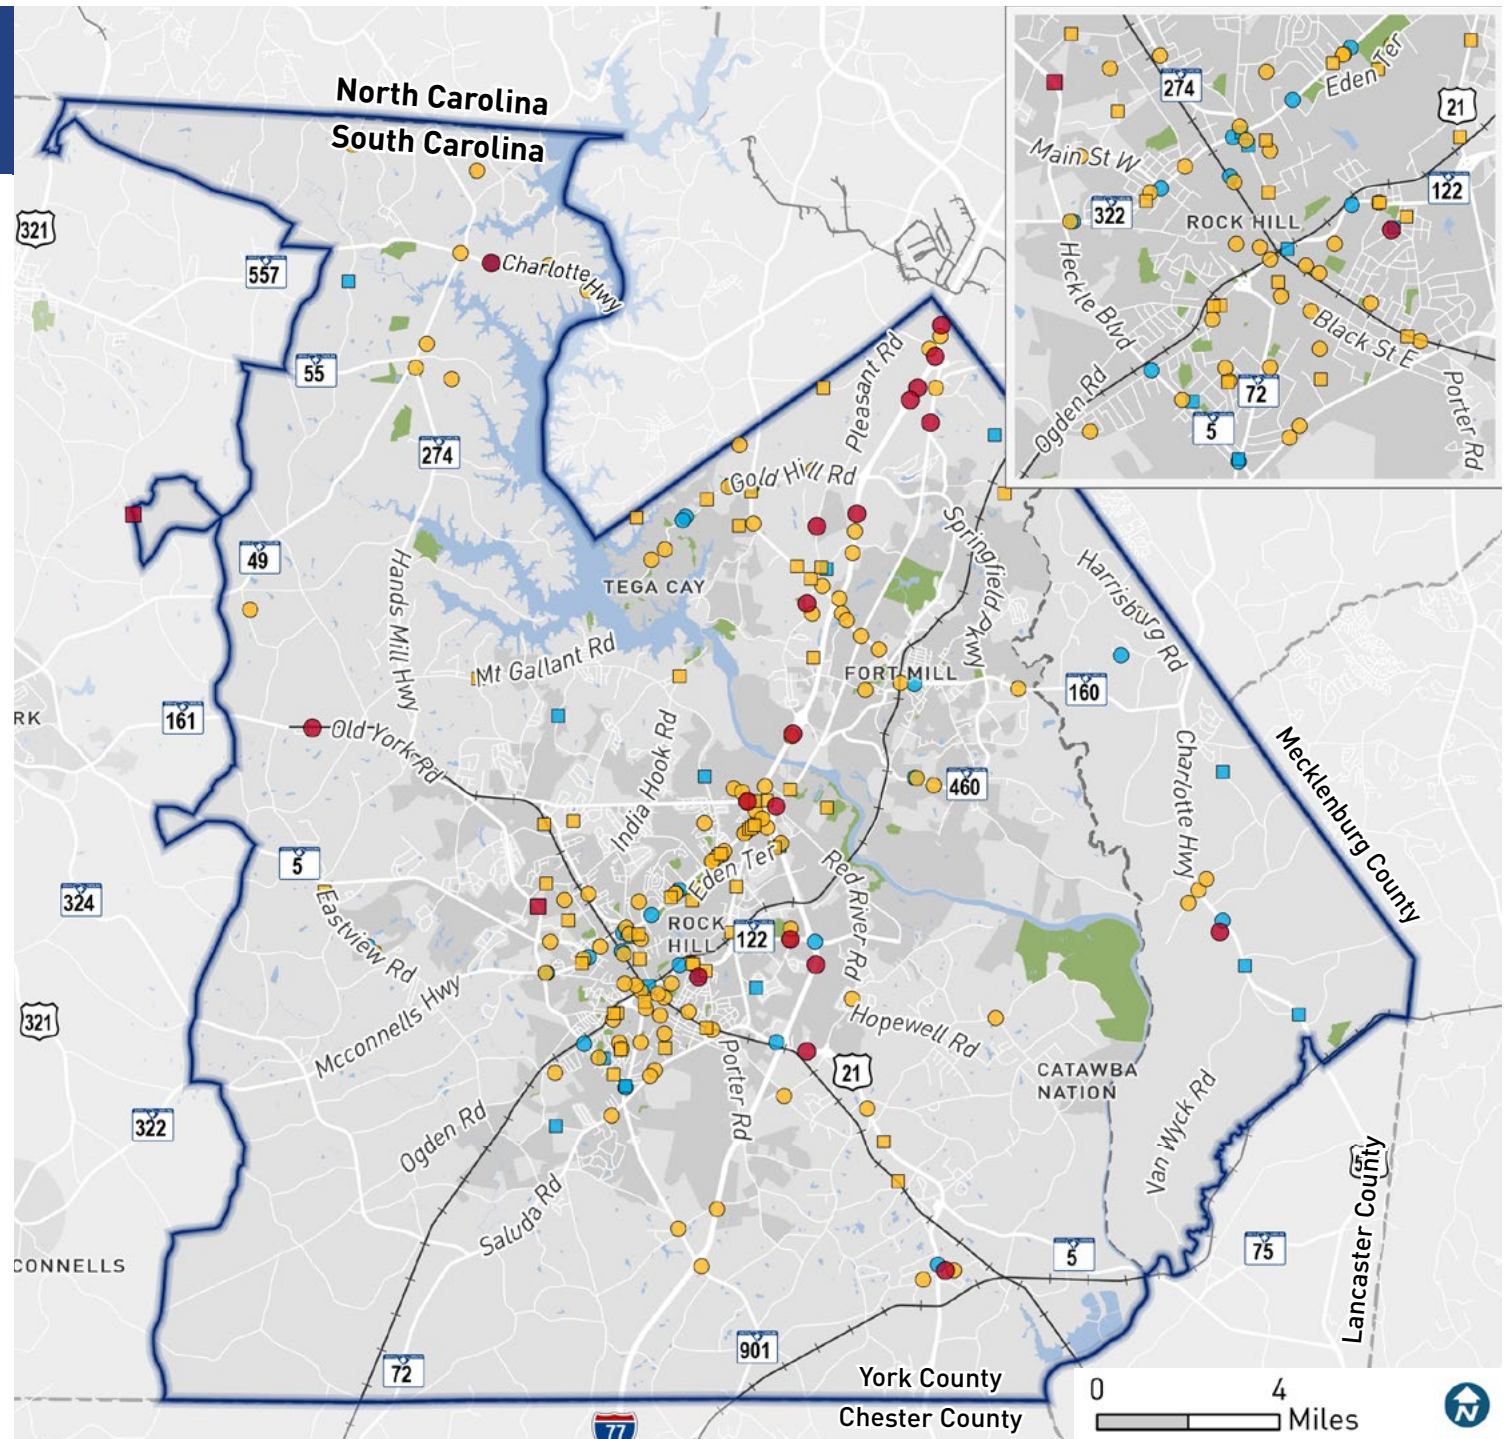 North Carolina
South Carolina
321
557
Charlotte Hwy
55
274
49
Hands Mill Hwy
Pleasant Rd
Gold Hill Rd
TEGA CAY
Springfield Pkwy
Harrisburg Rd
Mt Gallant Rd
FORT MILL
160
RK
161
Old York Rd
India Hook Rd
460
Charlotte Hwy
Mecklenburg County
5
324
Eastview Rd
Eden Ter
ROCK
HILL
122
Red River Rd
Mcconnells Hwy
321
Hopewell Rd
21
Porter Rd
CATAWBA
NATION
322
Ogden Rd
Saluda Rd
Van Wyck Rd
Lancaster County
CONNELLS
5
75
901
72
York County
Chester County
77
0
4
Miles
N
274
Eden Ter
21
Main St W
322
122
ROCK HILL
Heckle Blvd
Black St E
72
5
Ogden Rd
Porter Rd